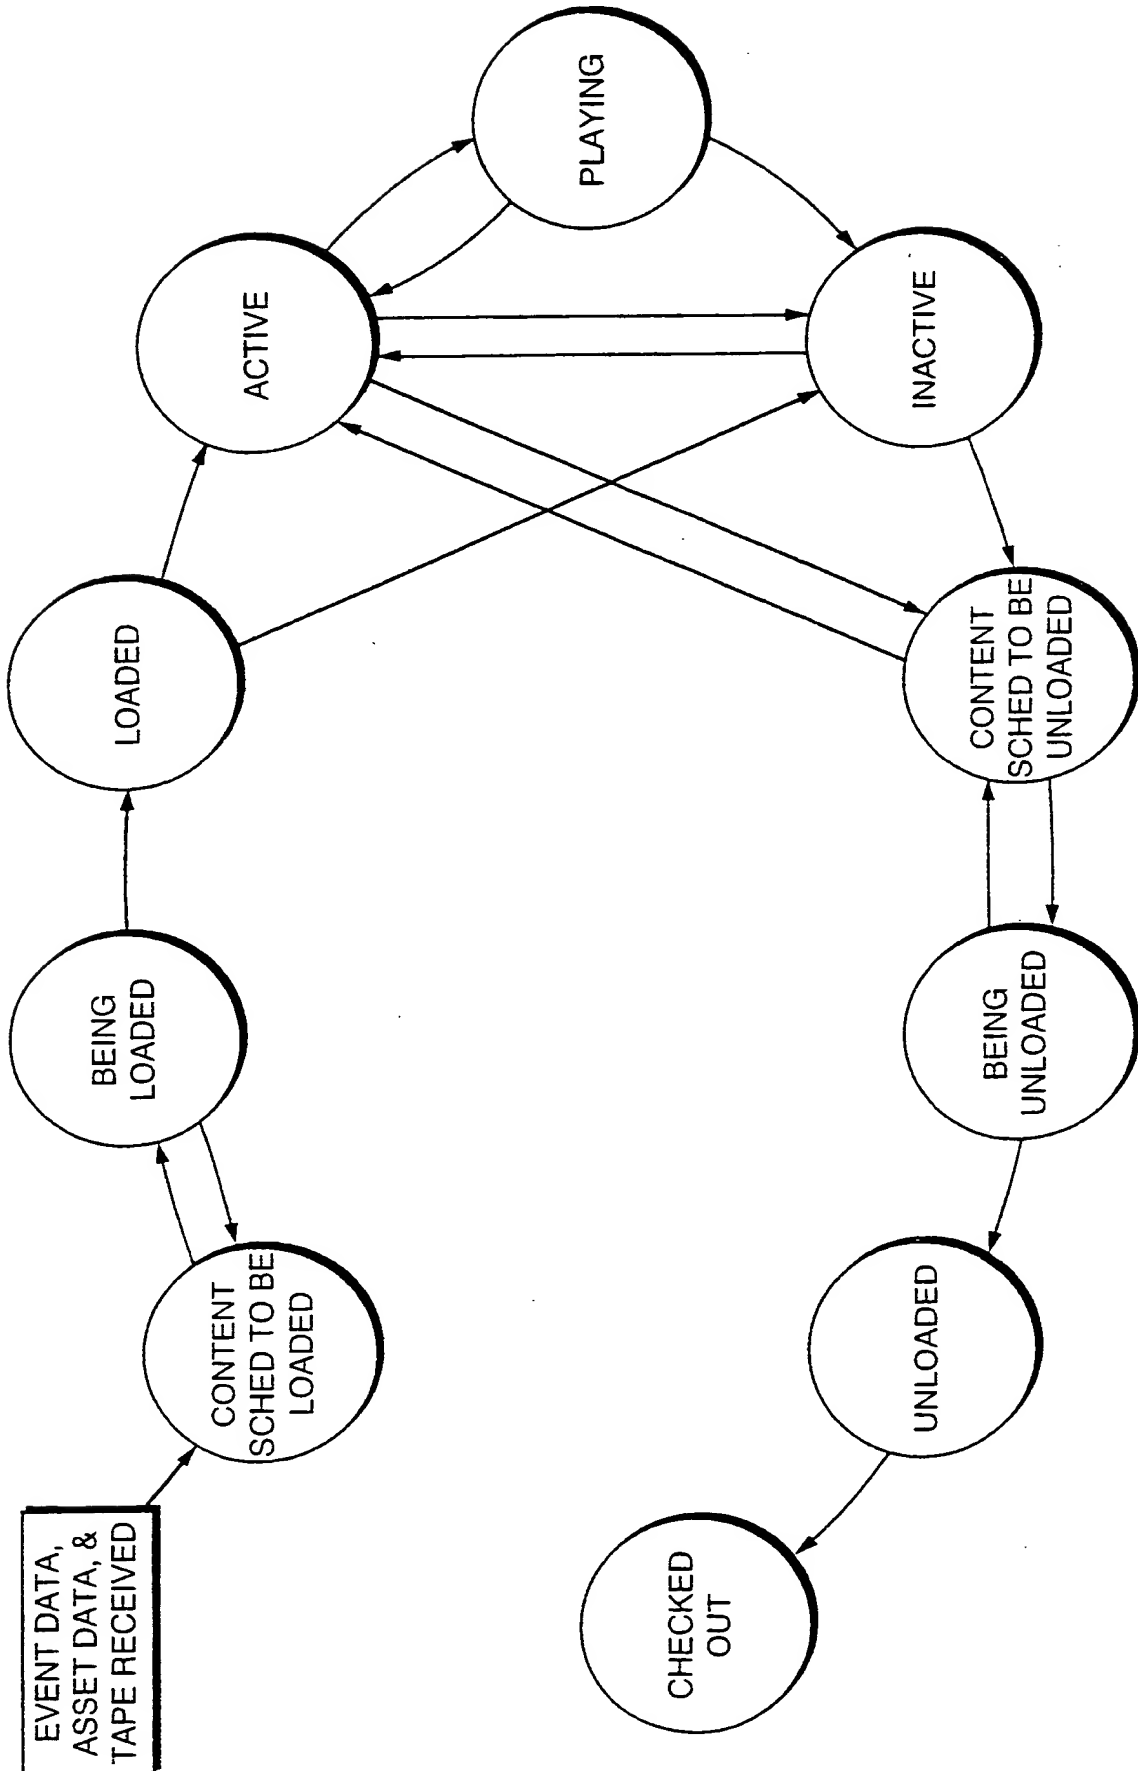 EVENT DATA,
ASSET DATA, &
TAPE RECEIVED
CONTENT
SCHED TO BE
LOADED
BEING
LOADED
LOADED
ACTIVE
PLAYING
INACTIVE
CONTENT
SCHED TO BE
UNLOADED
BEING
UNLOADED
UNLOADED
CHECKED
OUT